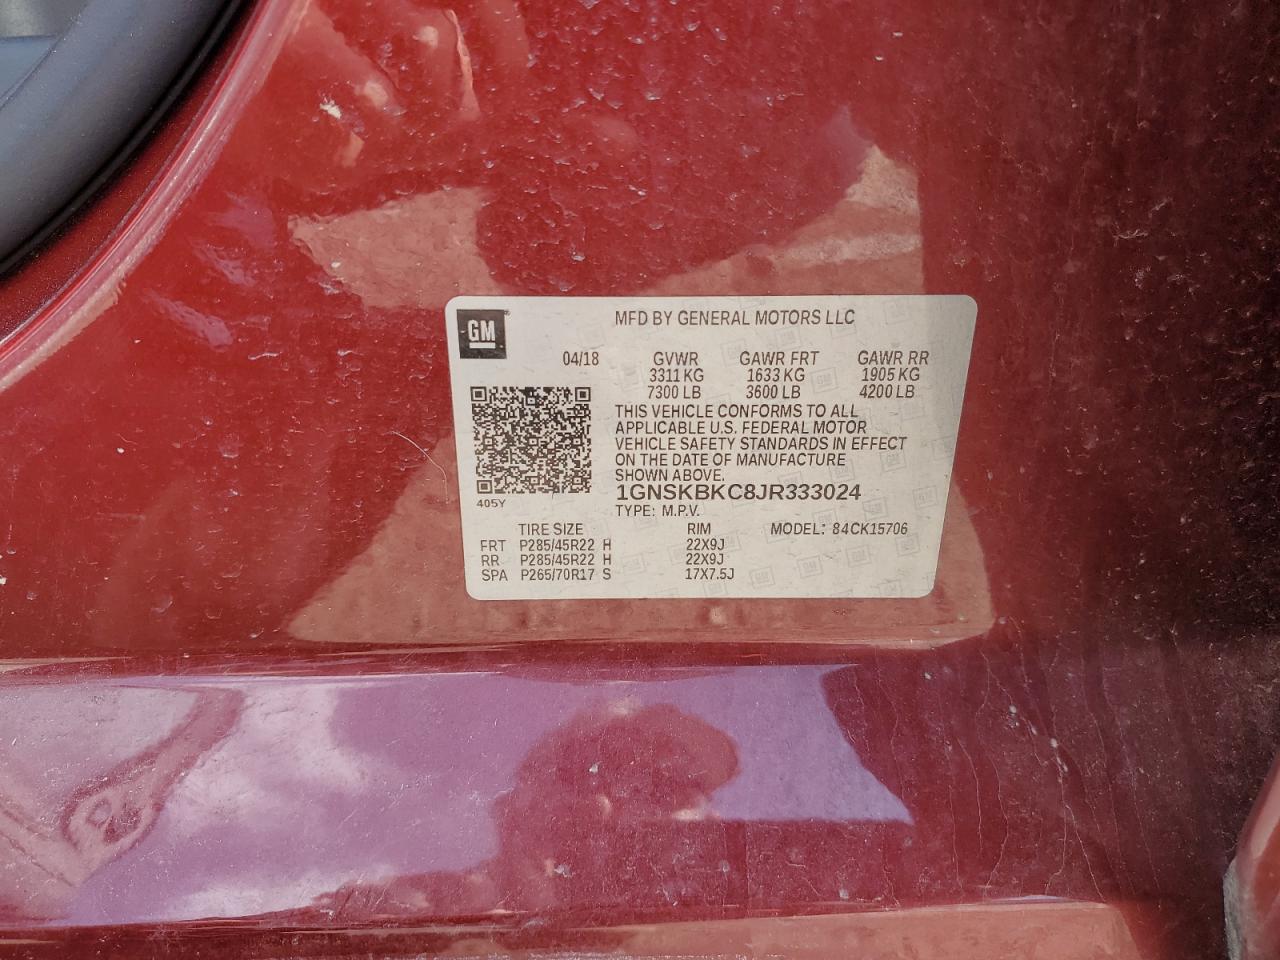 GM
MFD BY GENERAL MOTORS LLC
04/18 GVWR GAWR FRT GAWR RR
3311 KG 1633 KG 1905 KG
7300 LB 3600 LB 4200 LB
THIS VEHICLE CONFORMS TO ALL
APPLICABLE U.S. FEDERAL MOTOR
VEHICLE SAFETY STANDARDS IN EFFECT
ON THE DATE OF MANUFACTURE
SHOWN ABOVE.
1GNSKBKC8JR333024
405Y
TYPE: M.P.V.
TIRE SIZE RIM MODEL: 84CK15706
FRT P285/45R22 H 22X9J
RR P285/45R22 H 22X9J
SPA P265/70R17 S 17X7.5J